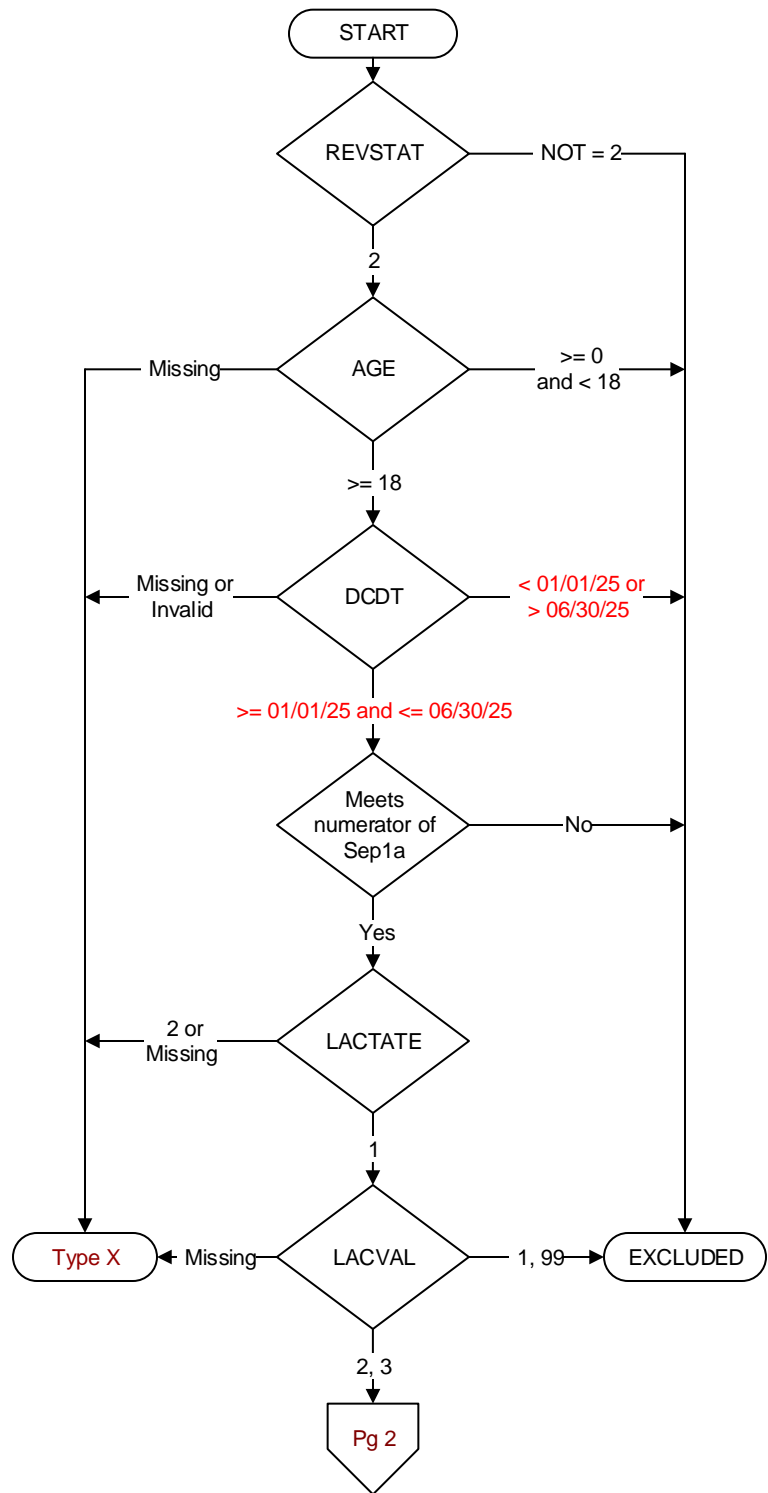 START
REVSTAT
NOT = 2
2
Missing
AGE
>= 0
and < 18
>= 18
Missing or
Invalid
DCDT
< 01/01/25 or
> 06/30/25
>= 01/01/25 and <= 06/30/25
Meets
numerator of
Sep1a
No
Yes
2 or
Missing
LACTATE
1
Type X
Missing
LACVAL
1, 99
EXCLUDED
2, 3
Pg 2